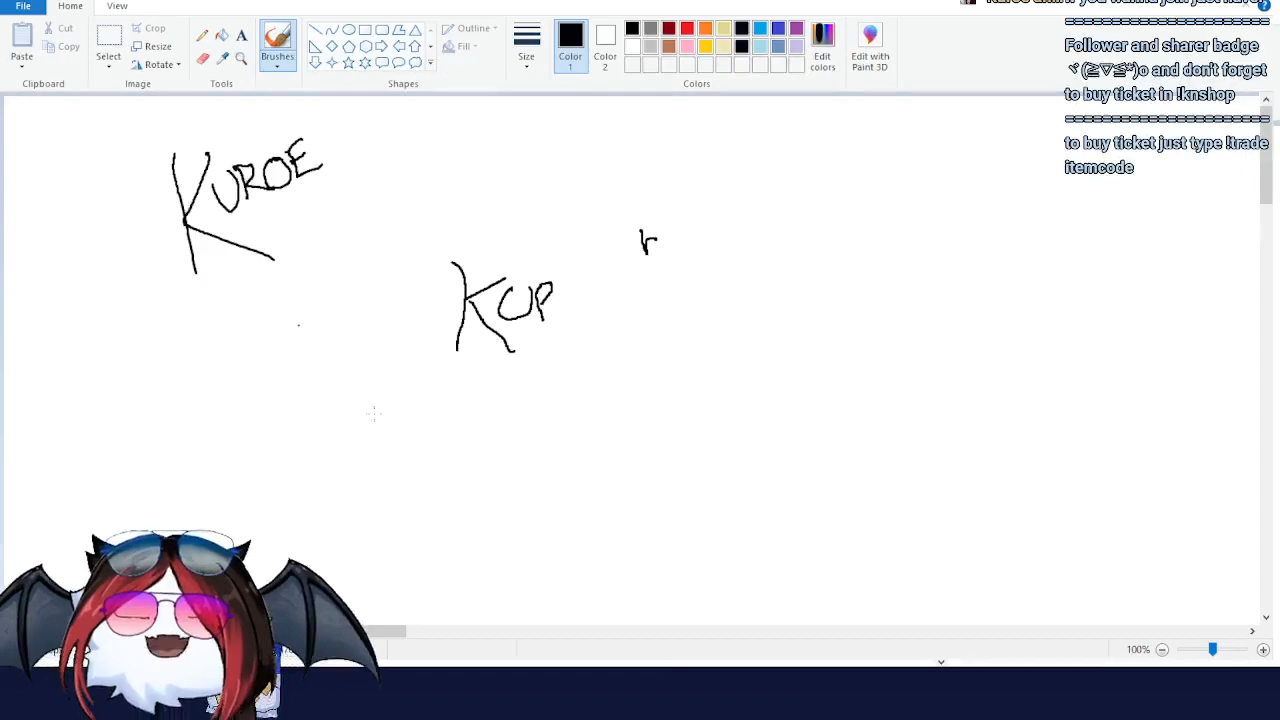 File
Home
View
Paste
Cut
Copy
Clipboard
Select
Crop
Resize
Rotate
Image
Tools
Brushes
Outline
Fill
Shapes
Size
Color 1
Color 2
Edit colors
Edit with Paint 3D
Colors
=====================
Follower and sharer badge
ヾ(≧▽≦*)o and don't forget
to buy ticket in !knshop
=====================
to buy ticket just type !trade
itemcode
KUROE
r
KUP
100%